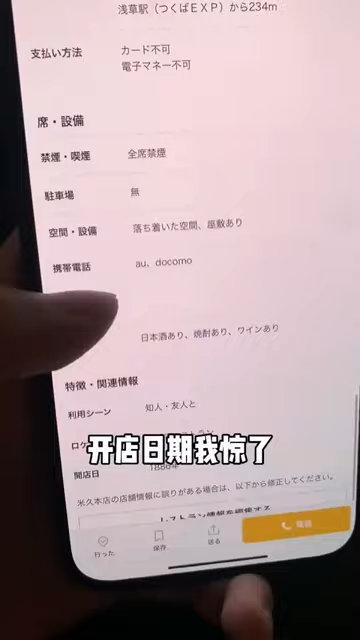 浅草駅（つくばＥＸＰ）から234m
支払い方法 カード不可
電子マネー不可
席・設備
禁煙・喫煙 全席禁煙
駐車場 無
空間・設備 落ち着いた空間、座敷あり
携帯電話 au、docomo
日本酒あり、焼酎あり、ワインあり
特徴・関連情報
利用シーン 知人・友人と
ロケ
开店日期我惊了
開店日
米久本店の店舗情報に誤りがある場合は、以下から修正してください。
行った 保存 送る 電話